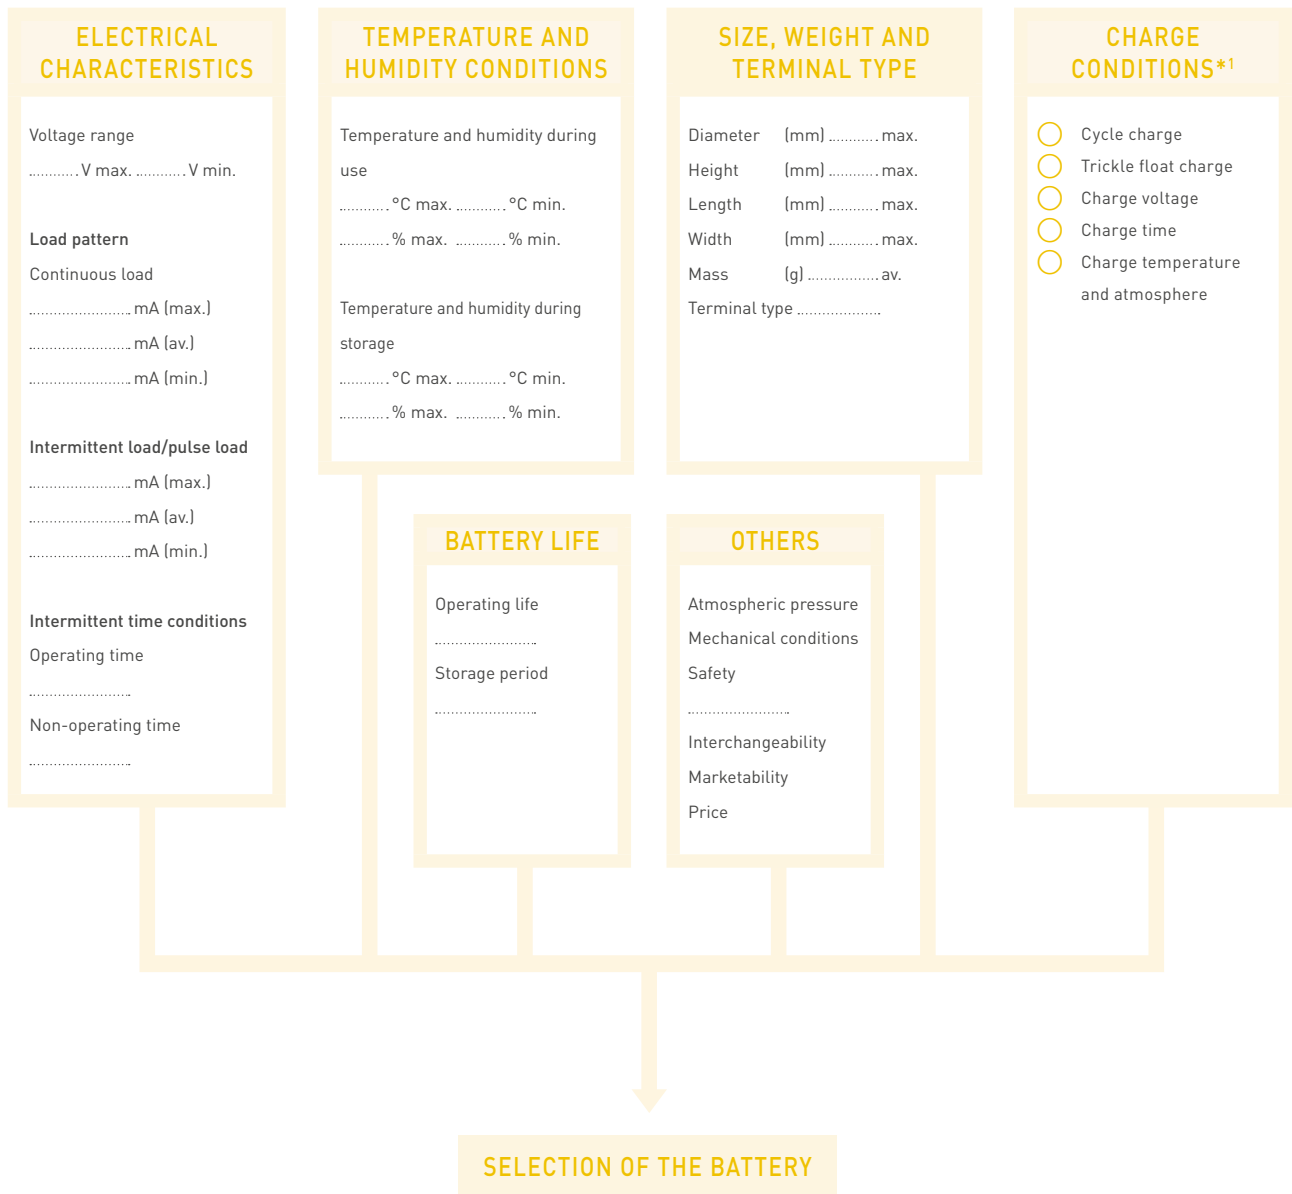 ELECTRICAL
CHARACTERISTICS
Voltage range
............ V max. ............ V min.
Load pattern
Continuous load
......................... mA (max.)
......................... mA (av.)
......................... mA (min.)
Intermittent load/pulse load
......................... mA (max.)
......................... mA (av.)
......................... mA (min.)
Intermittent time conditions
Operating time
.........................
Non-operating time
.........................
TEMPERATURE AND
HUMIDITY CONDITIONS
Temperature and humidity during
use
............ °C max. ............ °C min.
............ % max. ............ % min.
Temperature and humidity during
storage
............ °C max. ............ °C min.
............ % max. ............ % min.
SIZE, WEIGHT AND
TERMINAL TYPE
Diameter (mm) ............ max.
Height (mm) ............ max.
Length (mm) ............ max.
Width (mm) ............ max.
Mass (g) ................. av.
Terminal type ....................
CHARGE
CONDITIONS*1
Cycle charge
Trickle float charge
Charge voltage
Charge time
Charge temperature
and atmosphere
BATTERY LIFE
Operating life
.........................
Storage period
.........................
OTHERS
Atmospheric pressure
Mechanical conditions
Safety
.........................
Interchangeability
Marketability
Price
SELECTION OF THE BATTERY